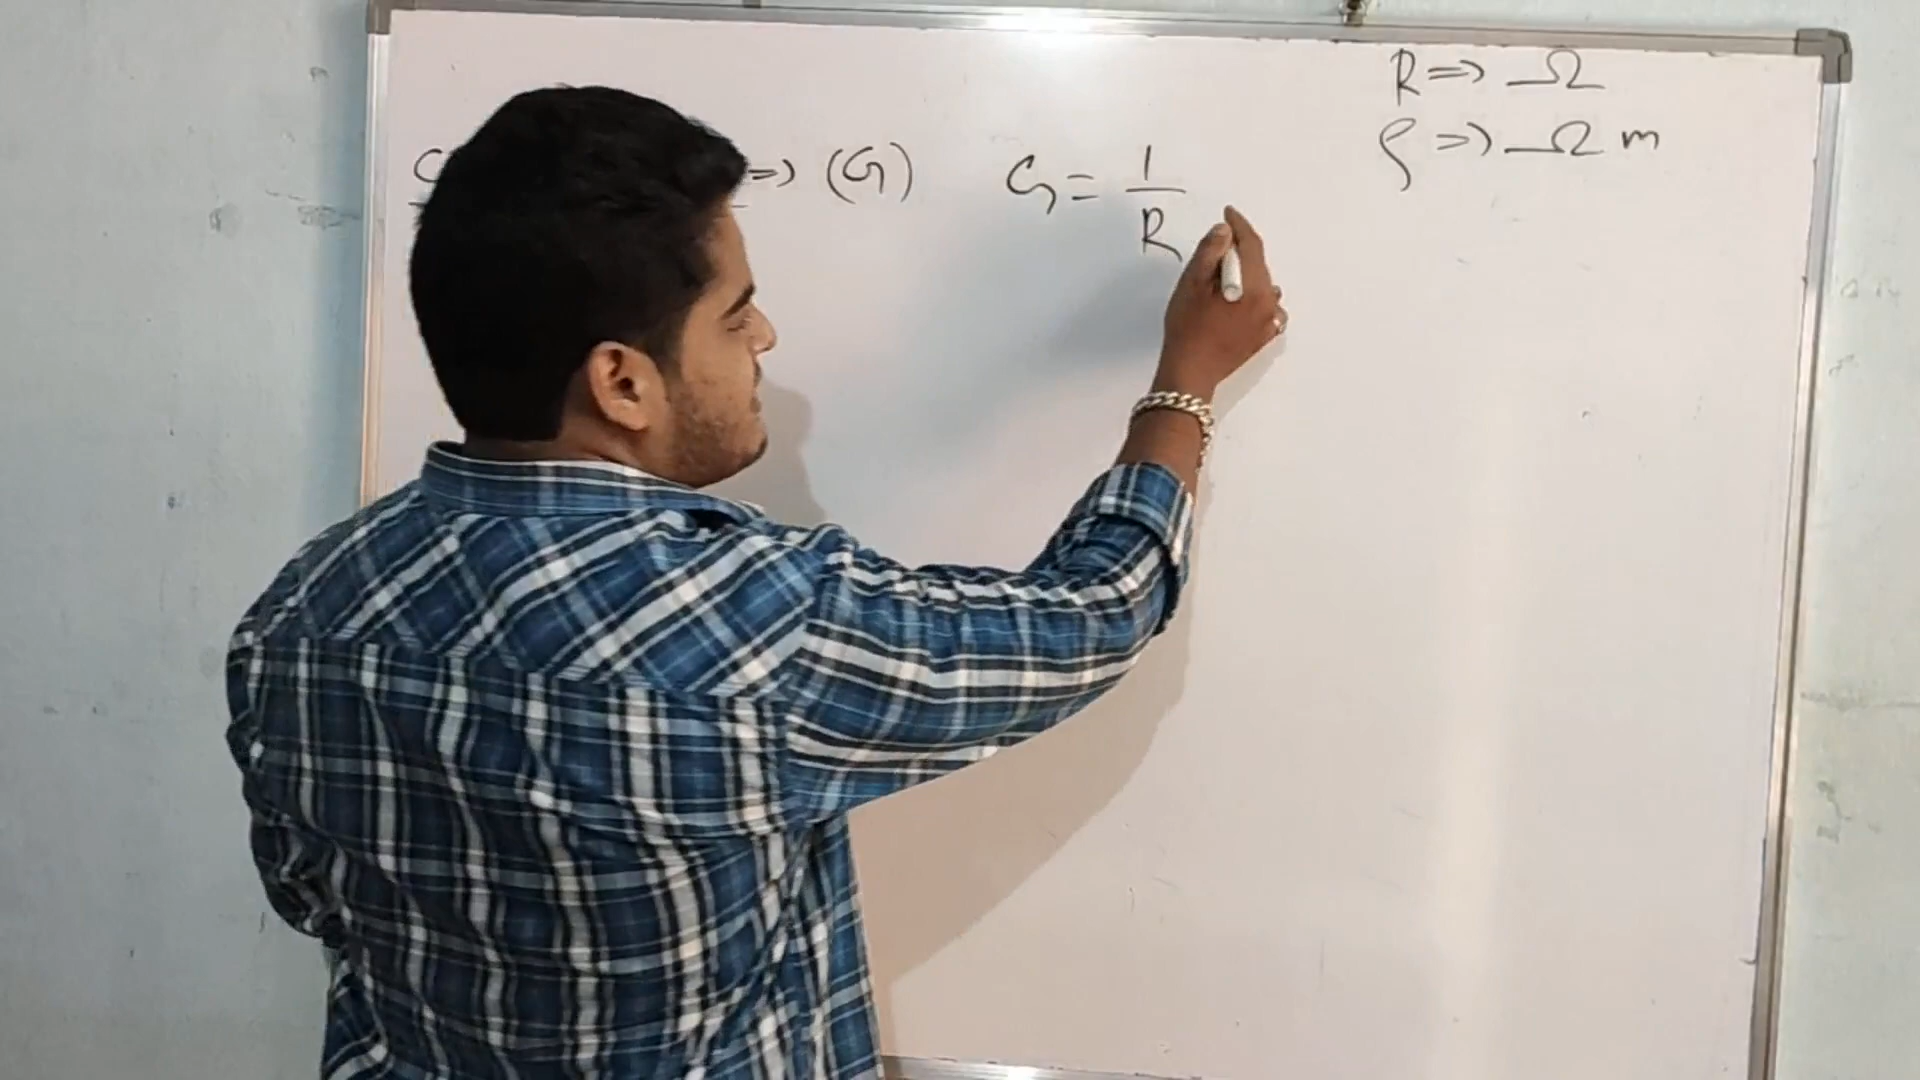 R => Ω
ρ => Ω m
=> (G) G = 1/R